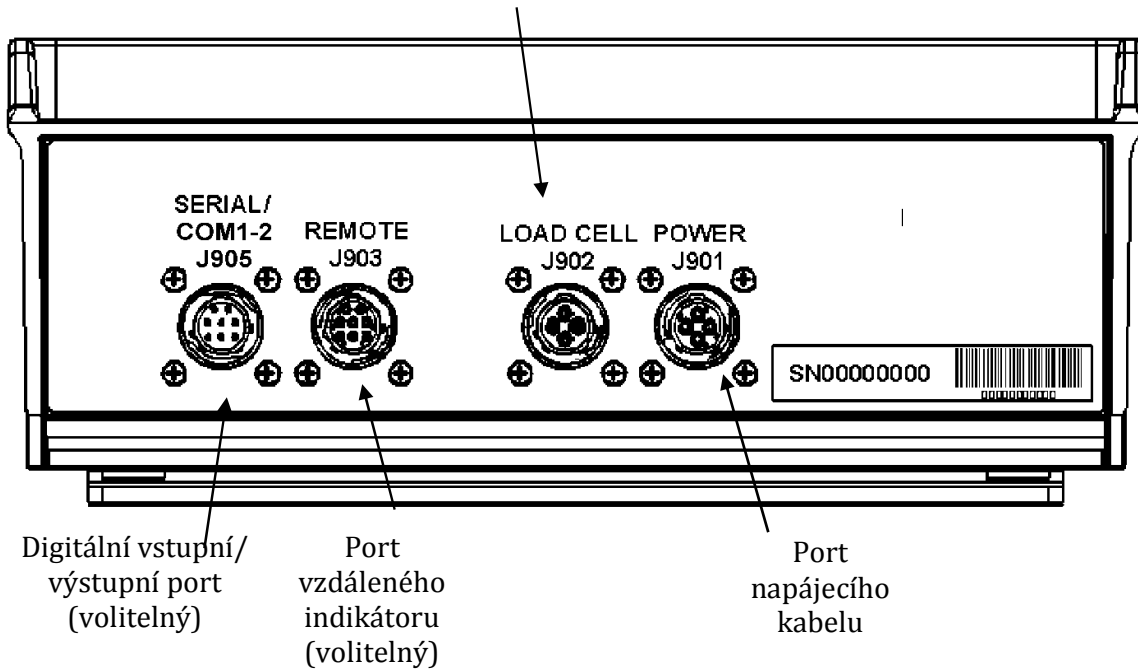 SERIAL/
COM1-2
J905
REMOTE
J903
LOAD CELL
J902
POWER
J901
SN00000000
Digitální vstupní/
výstupní port
(volitelný)
Port
vzdáleného
indikátoru
(volitelný)
Port
napájecího
kabelu